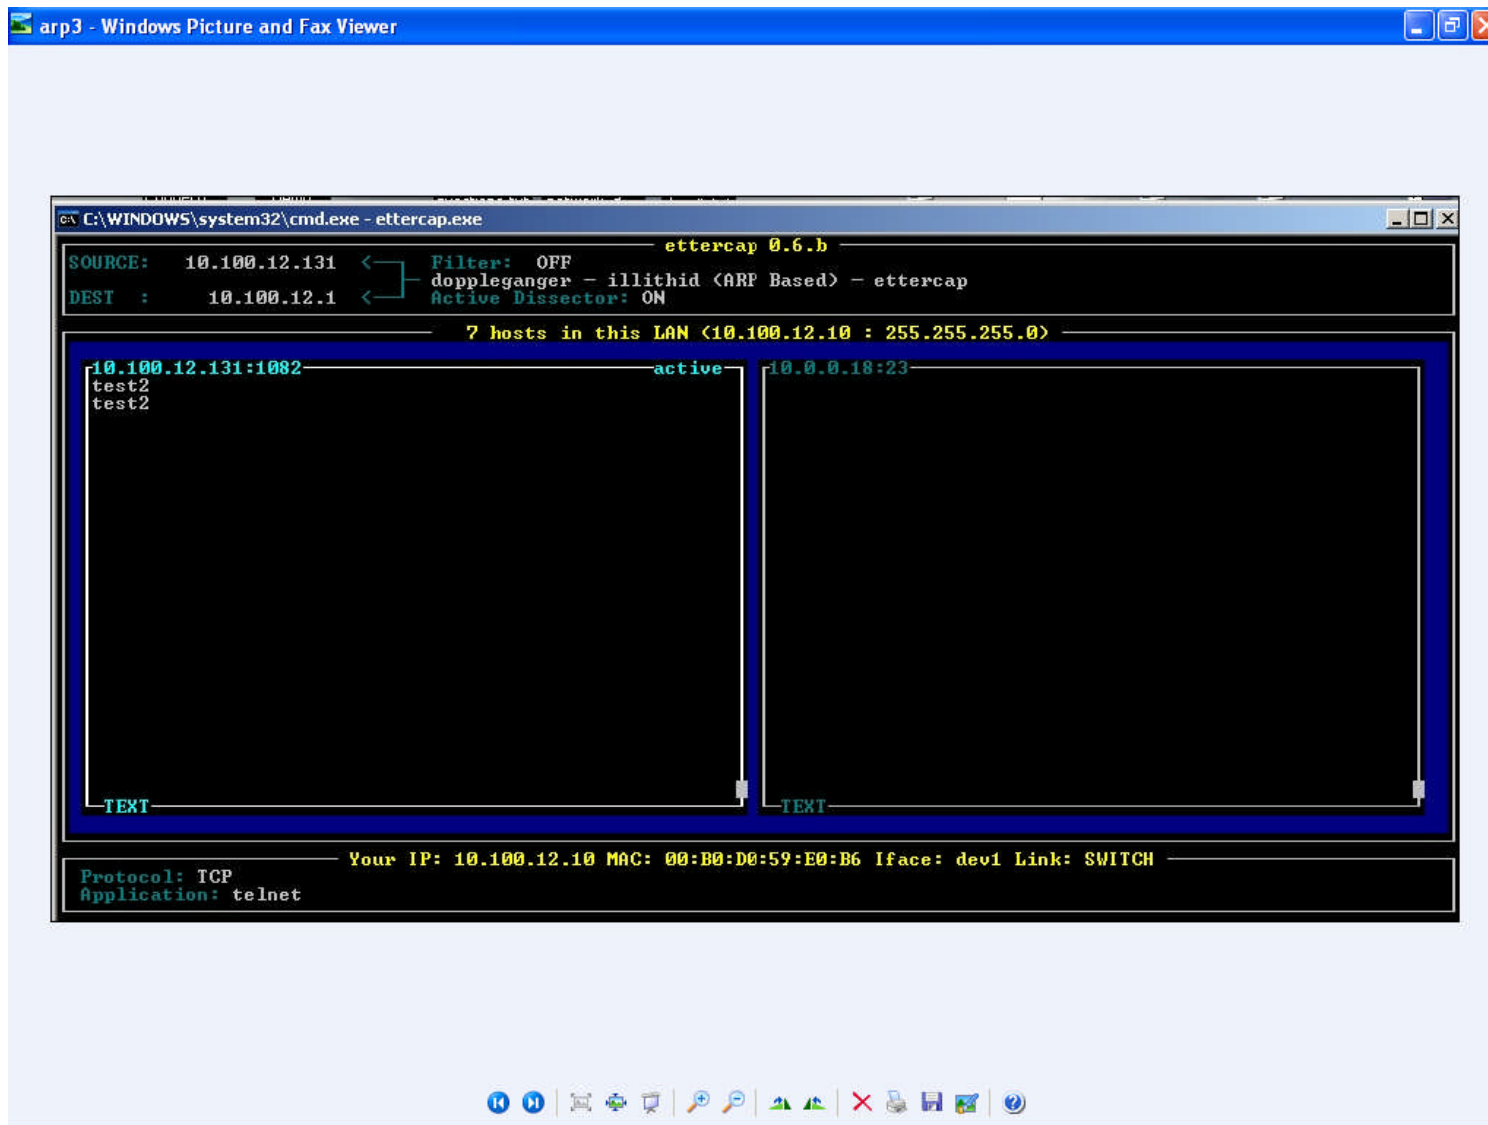 arp3 - Windows Picture and Fax Viewer
C:\WINDOWS\system32\cmd.exe - ettercap.exe
ettercap 0.6.b
SOURCE: 10.100.12.131 <
Filter: OFF
doppleganger - illithid (ARP Based) - ettercap
DEST : 10.100.12.1 <
Active Dissector: ON
7 hosts in this LAN (10.100.12.10 : 255.255.255.0)
10.100.12.131:1082 active
test2
test2
TEXT
10.0.0.18:23
TEXT
Your IP: 10.100.12.10 MAC: 00:B0:D0:59:E0:B6 Iface: dev1 Link: SWITCH
Protocol: TCP
Application: telnet